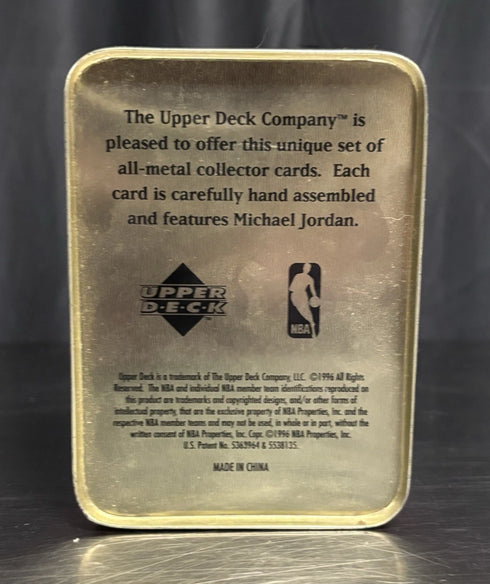 The Upper Deck Company™ is
pleased to offer this unique set of
all-metal collector cards. Each
card is carefully hand assembled
and features Michael Jordan.
UPPER
D·E·C·K™
NBA
Upper Deck is a trademark of The Upper Deck Company, LLC. ©1996 All Rights
Reserved. The NBA and individual NBA member team identifications reproduced on
this product are trademarks and copyrighted designs, and/or other forms of
intellectual property, that are the exclusive property of NBA Properties, Inc. and the
respective NBA member teams and may not be used, in whole or in part, without the
written consent of NBA Properties, Inc. Copr. ©1996 NBA Properties, Inc.
U.S. Patent No. 5363964 & 5538135.
MADE IN CHINA